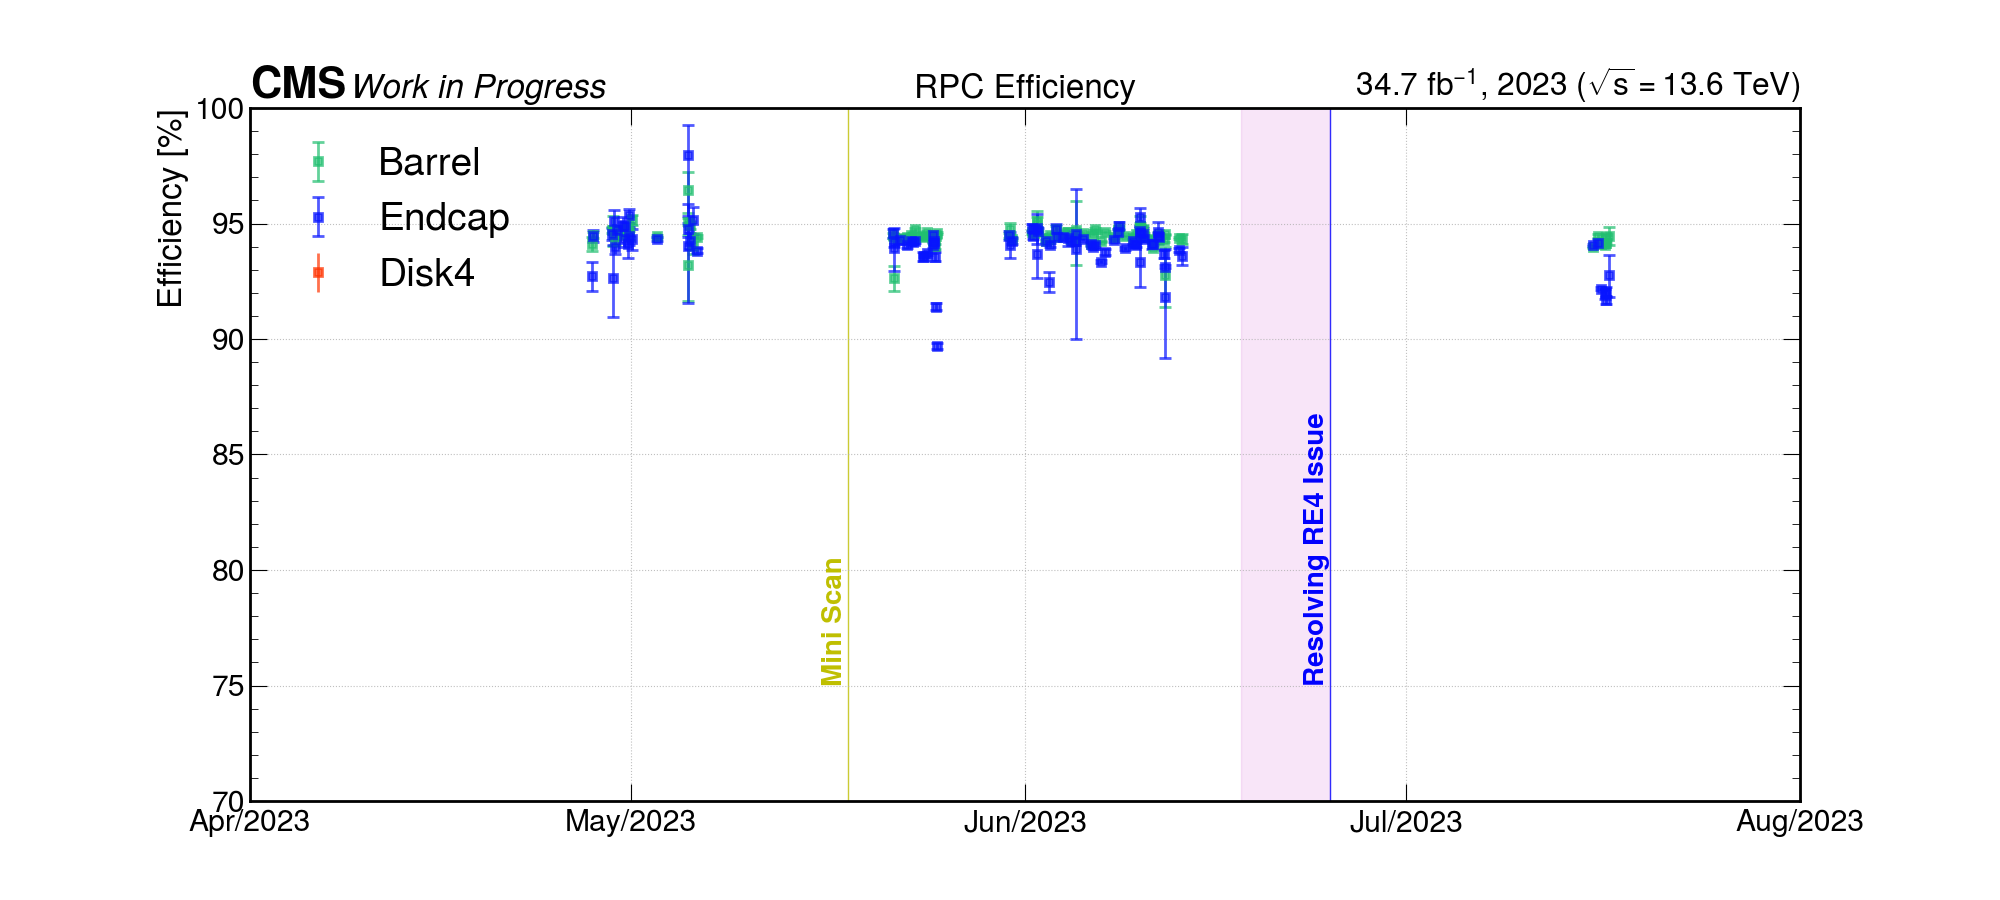 CMS Work in Progress RPC Efficiency 34.7 fb⁻¹, 2023 (√s = 13.6 TeV)
Efficiency [%]
100
95
90
85
80
75
70
Barrel
Endcap
Disk4
Mini Scan
Resolving RE4 Issue
Apr/2023 May/2023 Jun/2023 Jul/2023 Aug/2023